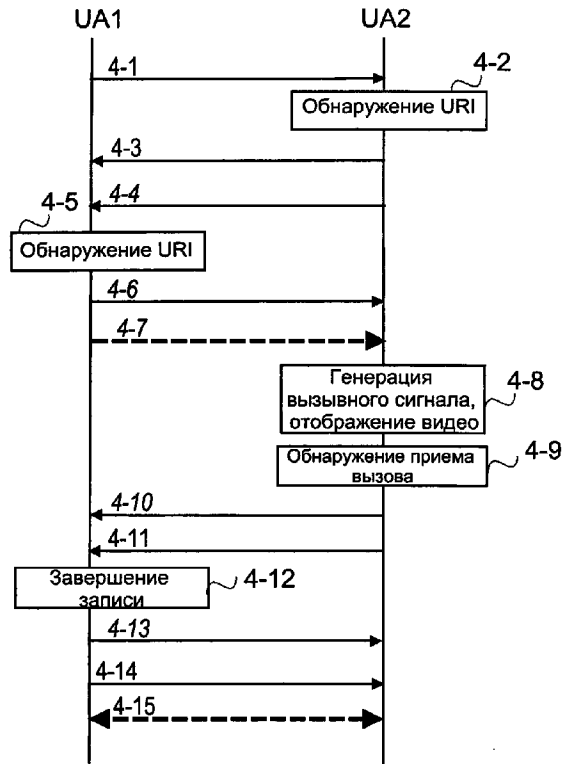 UA1 UA2
4-1
4-2
Обнаружение URI
4-3
4-4
4-5
Обнаружение URI
4-6
4-7
Генерация
вызывного сигнала,
отображение видео
4-8
Обнаружение приема
вызова
4-9
4-10
4-11
Завершение
записи
4-12
4-13
4-14
4-15